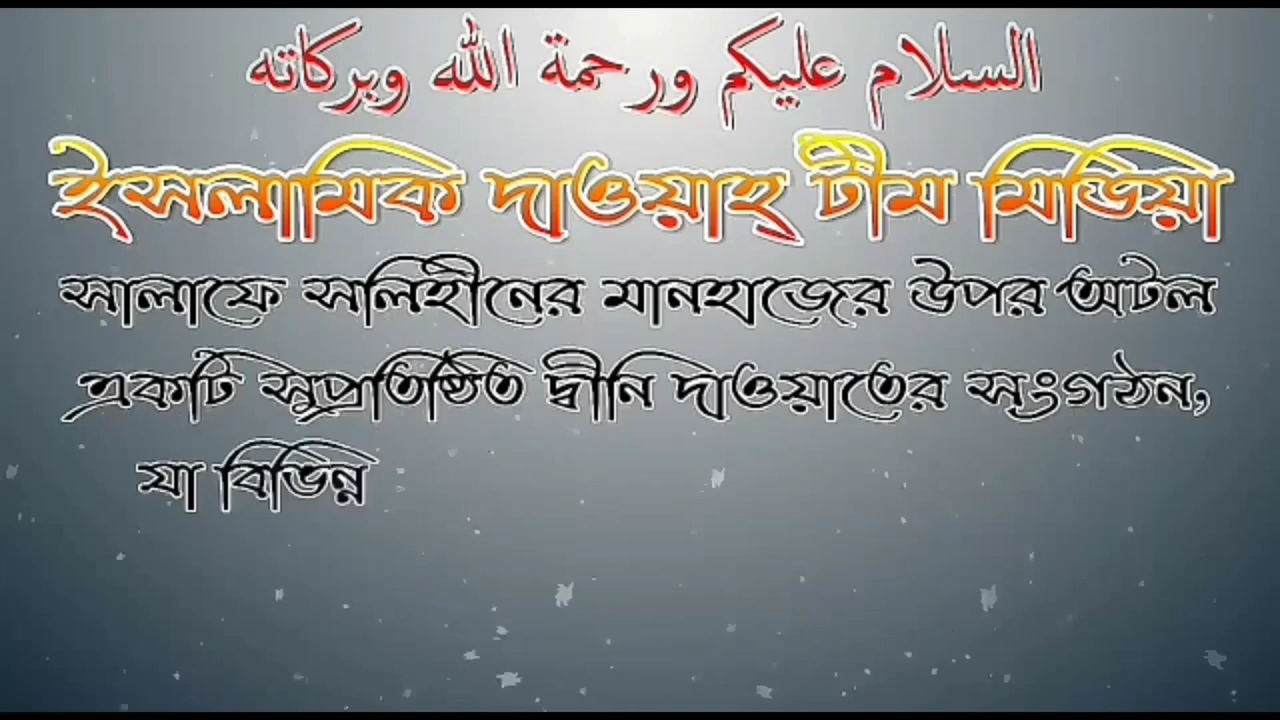 السلام عليكم ورحمة الله وبركاته
ইসলামিক দাওয়াহ্ টীম মিডিয়া
সালাফে সলিহীনের মানহাজের উপর অটল
একটি সুপ্রতিষ্ঠিত দ্বীনি দাওয়াতের সংগঠন,
যা বিভিন্ন